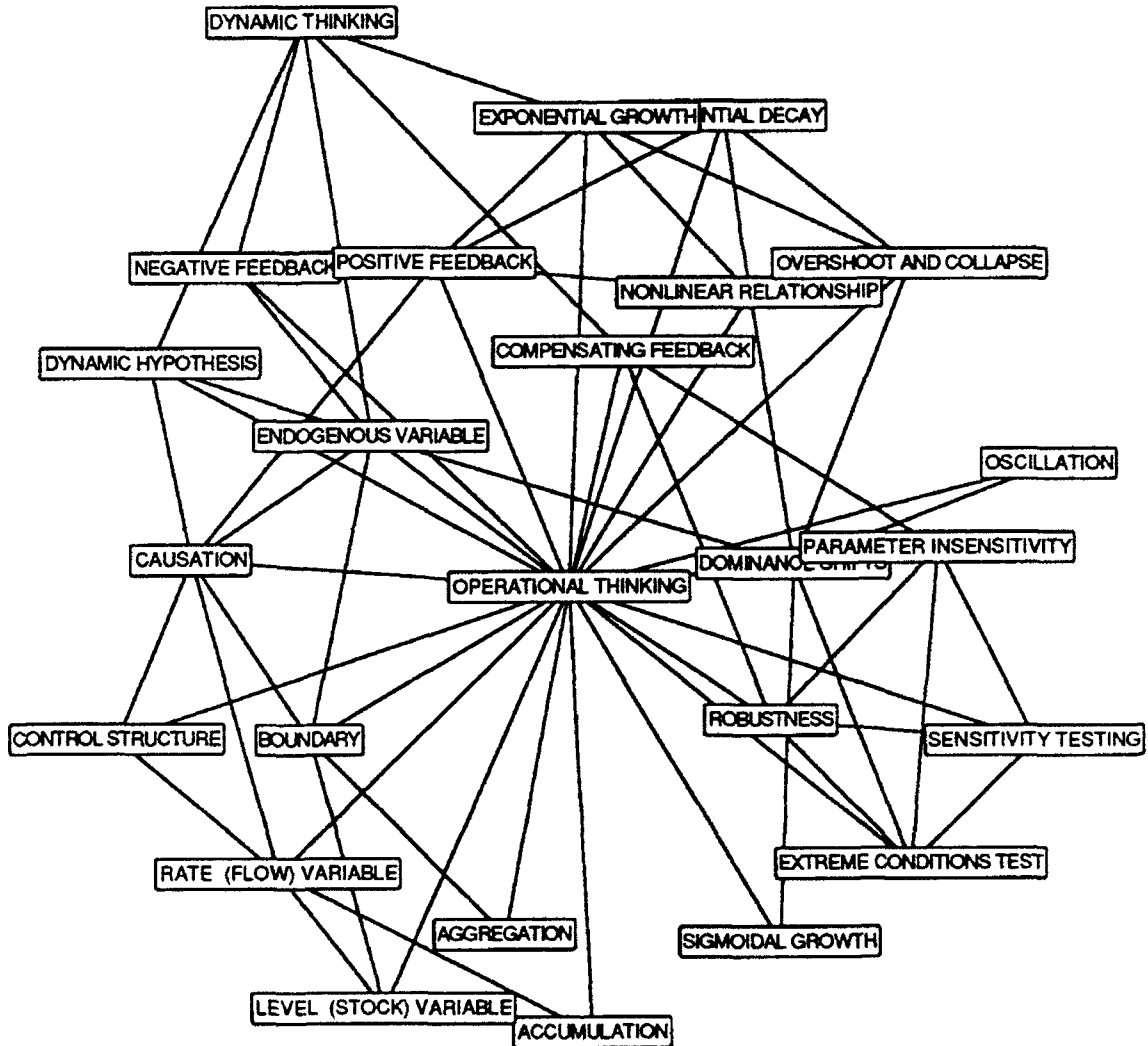 DYNAMIC THINKING
EXPONENTIAL GROWTH
NTIAL DECAY
NEGATIVE FEEDBACK
POSITIVE FEEDBACK
OVERSHOOT AND COLLAPSE
NONLINEAR RELATIONSHIP
COMPENSATING FEEDBACK
DYNAMIC HYPOTHESIS
ENDOGENOUS VARIABLE
OSCILLATION
PARAMETER INSENSITIVITY
CAUSATION
DOMINANCE SHIFTS
OPERATIONAL THINKING
CONTROL STRUCTURE
BOUNDARY
ROBUSTNESS
SENSITIVITY TESTING
RATE (FLOW) VARIABLE
EXTREME CONDITIONS TEST
AGGREGATION
SIGMOIDAL GROWTH
LEVEL (STOCK) VARIABLE
ACCUMULATION